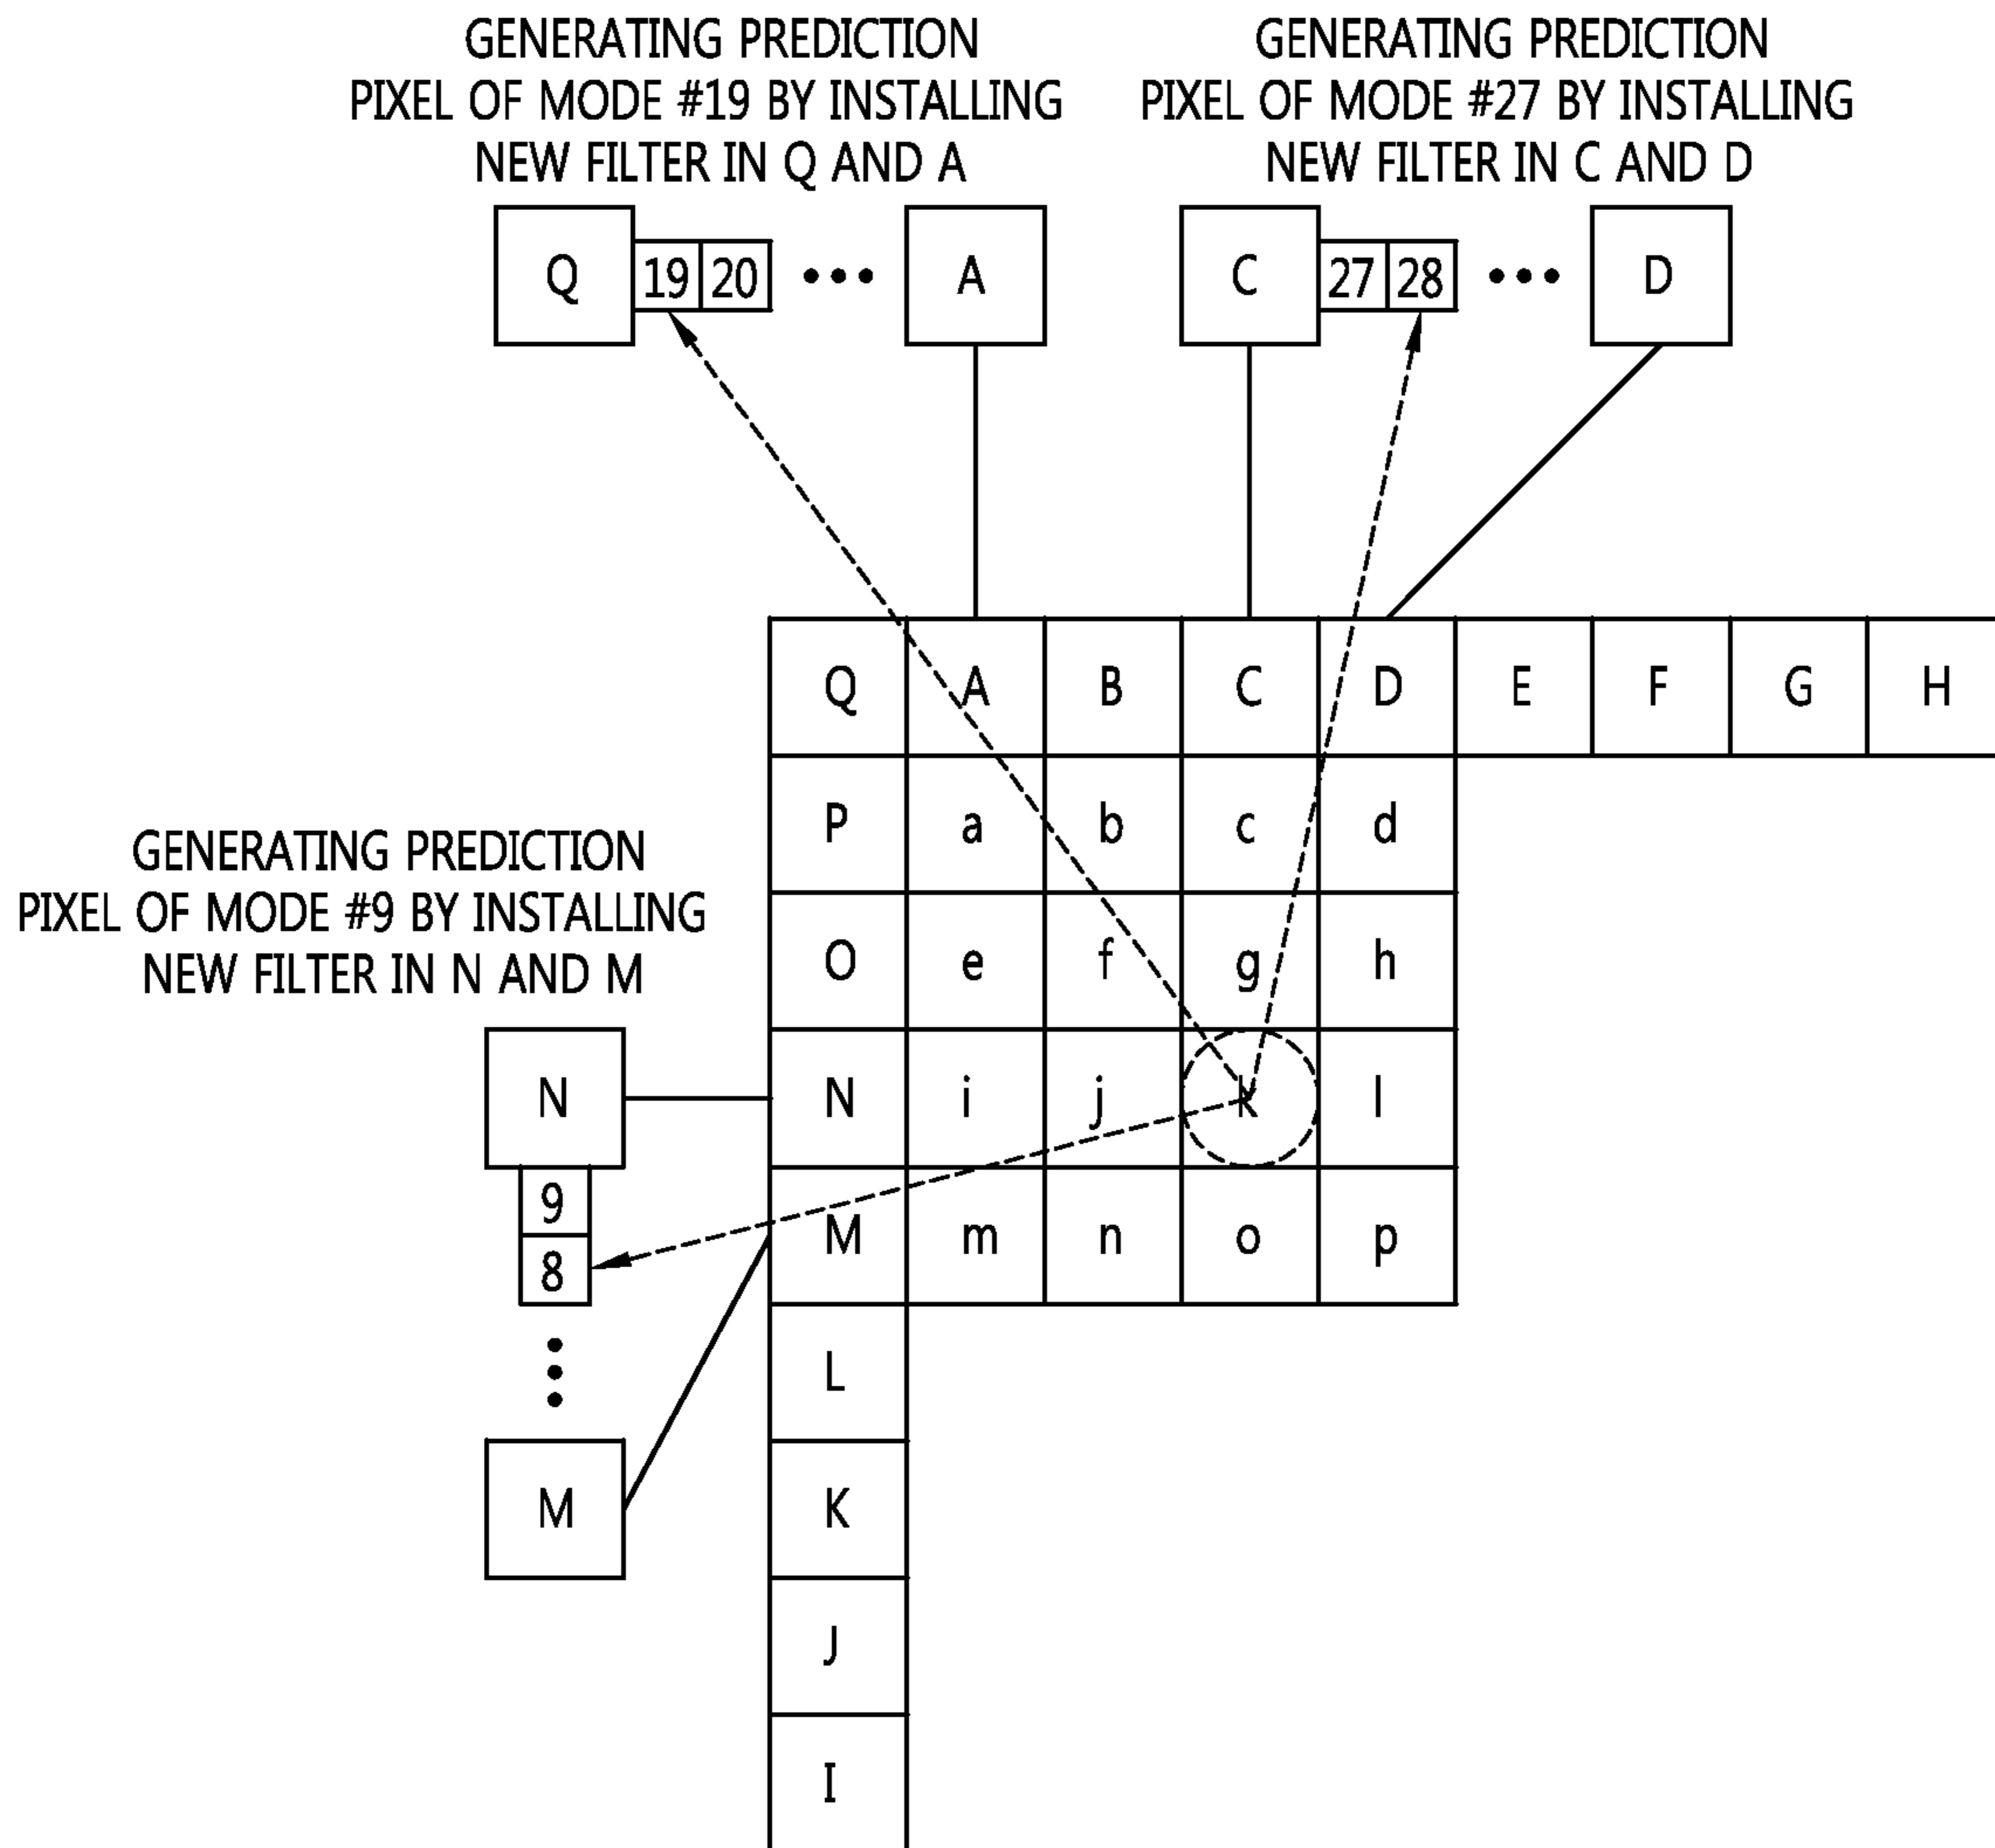 GENERATING PREDICTION
PIXEL OF MODE #19 BY INSTALLING
NEW FILTER IN Q AND A
GENERATING PREDICTION
PIXEL OF MODE #27 BY INSTALLING
NEW FILTER IN C AND D
Q 19 20 ••• A
C 27 28 ••• D
Q A B C D E F G H
P a b c d
GENERATING PREDICTION
PIXEL OF MODE #9 BY INSTALLING
NEW FILTER IN N AND M
O e f g h
N
N i j k l
9
8
M m n o p
L
M
K
J
I